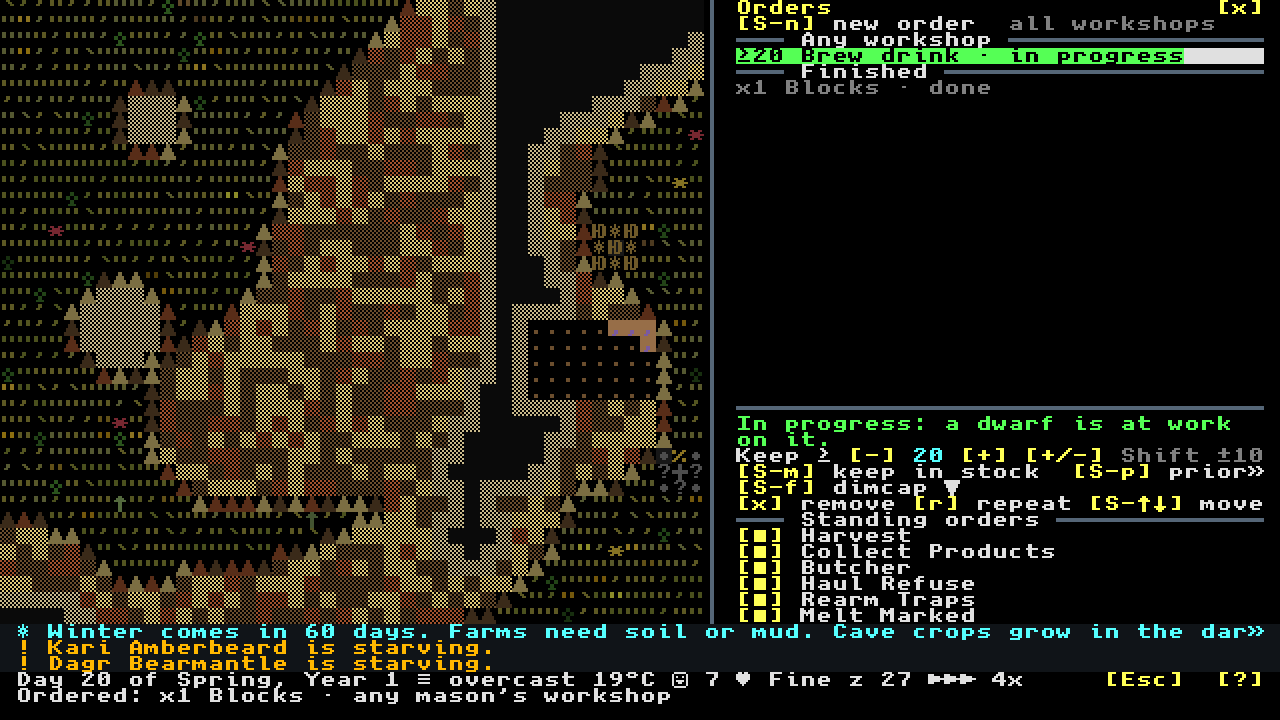 Orders [x]
[S-n] new order all workshops
Any workshop
≥20 Brew drink · in progress
Finished
x1 Blocks · done
In progress: a dwarf is at work
on it.
Keep ≥ [-] 20 [+] [+/-] Shift ±10
[S-m] keep in stock [S-p] prior»
[S-f] dimcap ▼
[x] remove [r] repeat [S-↑↓] move
Standing orders
[■] Harvest
[■] Collect Products
[■] Butcher
[■] Haul Refuse
[■] Rearm Traps
[■] Melt Marked
* Winter comes in 60 days. Farms need soil or mud. Cave crops grow in the dar»
! Kari Amberbeard is starving.
! Dagr Bearmantle is starving.
Day 20 of Spring, Year 1 ≡ overcast 19°C ☺ 7 ♥ Fine z 27 ►►► 4x [Esc] [?]
Ordered: x1 Blocks · any mason's workshop